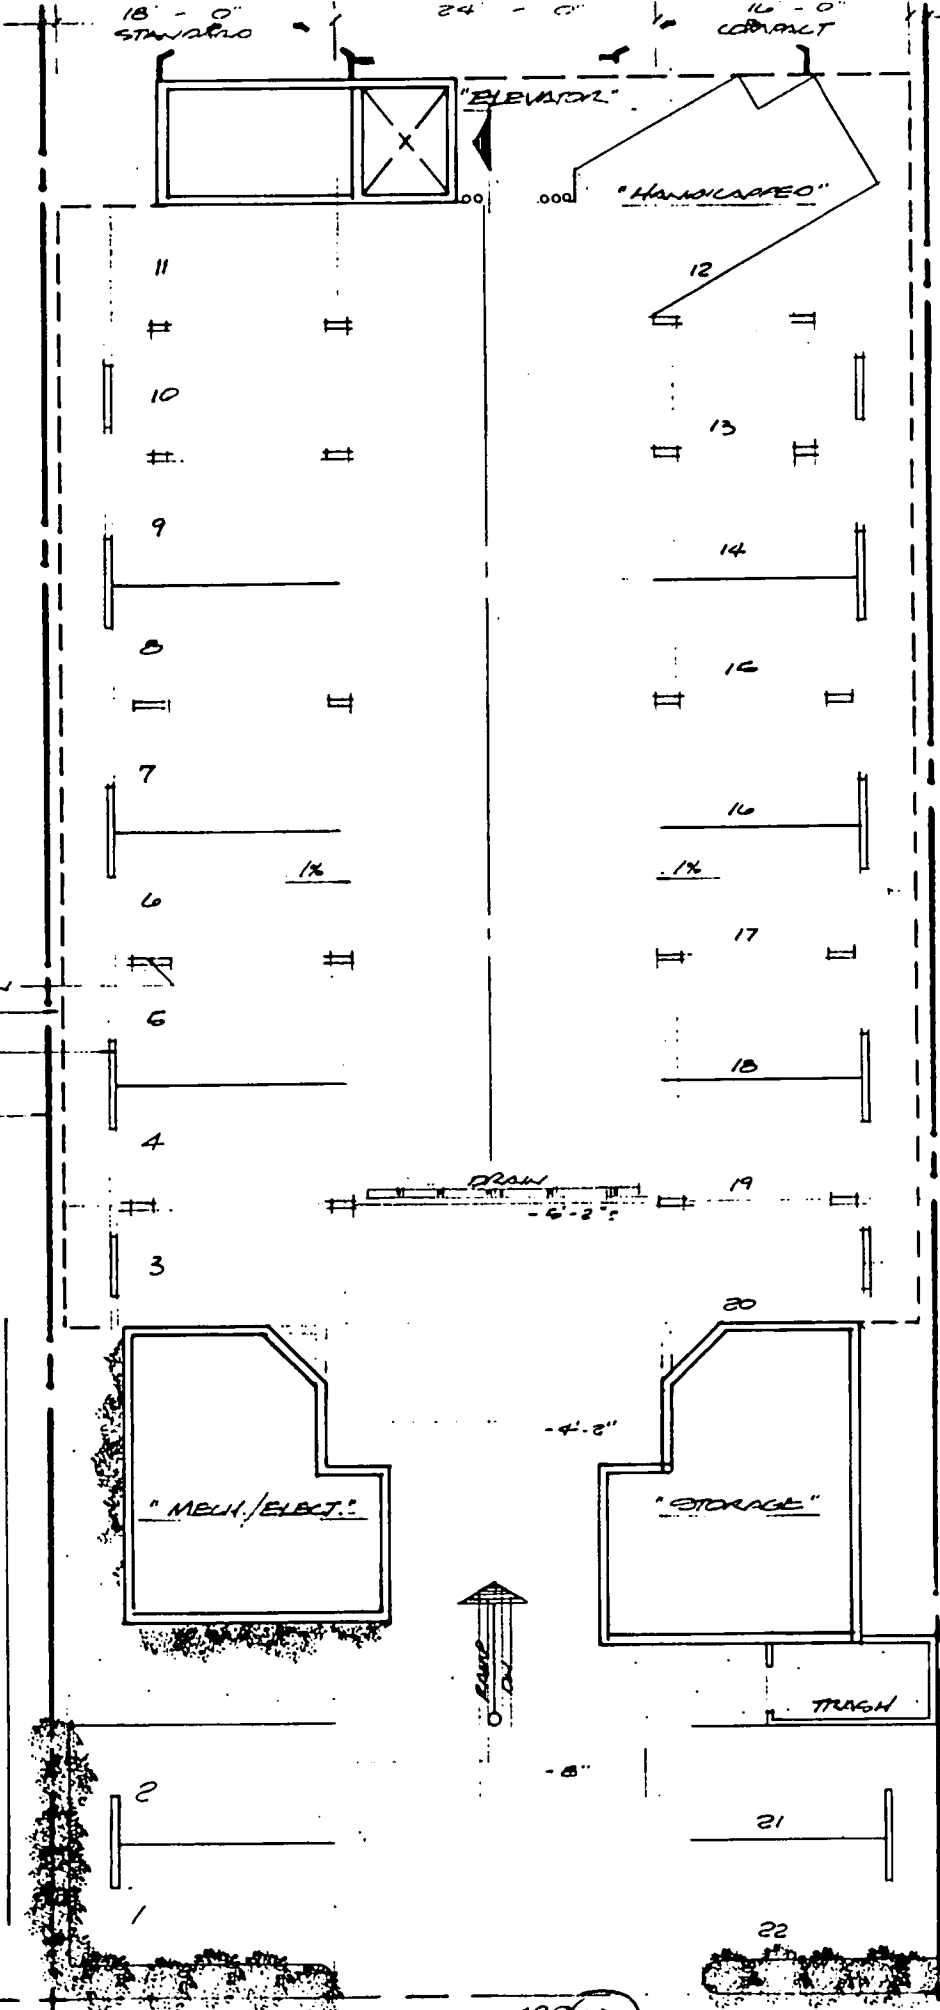 18' - 0" 24' - 0" 16' - 0"
STANDARD COMPACT
"ELEVATOR"
"HANDICAPPED"
11
12
10
13
9
14
8
15
7
16
1% 1%
6
17
5
18
4
DRAIN
19
3
20
-4'-2"
"MECH./ELECT."
"STORAGE"
RAMP
DN
TRASH
-8"
2
21
1
22